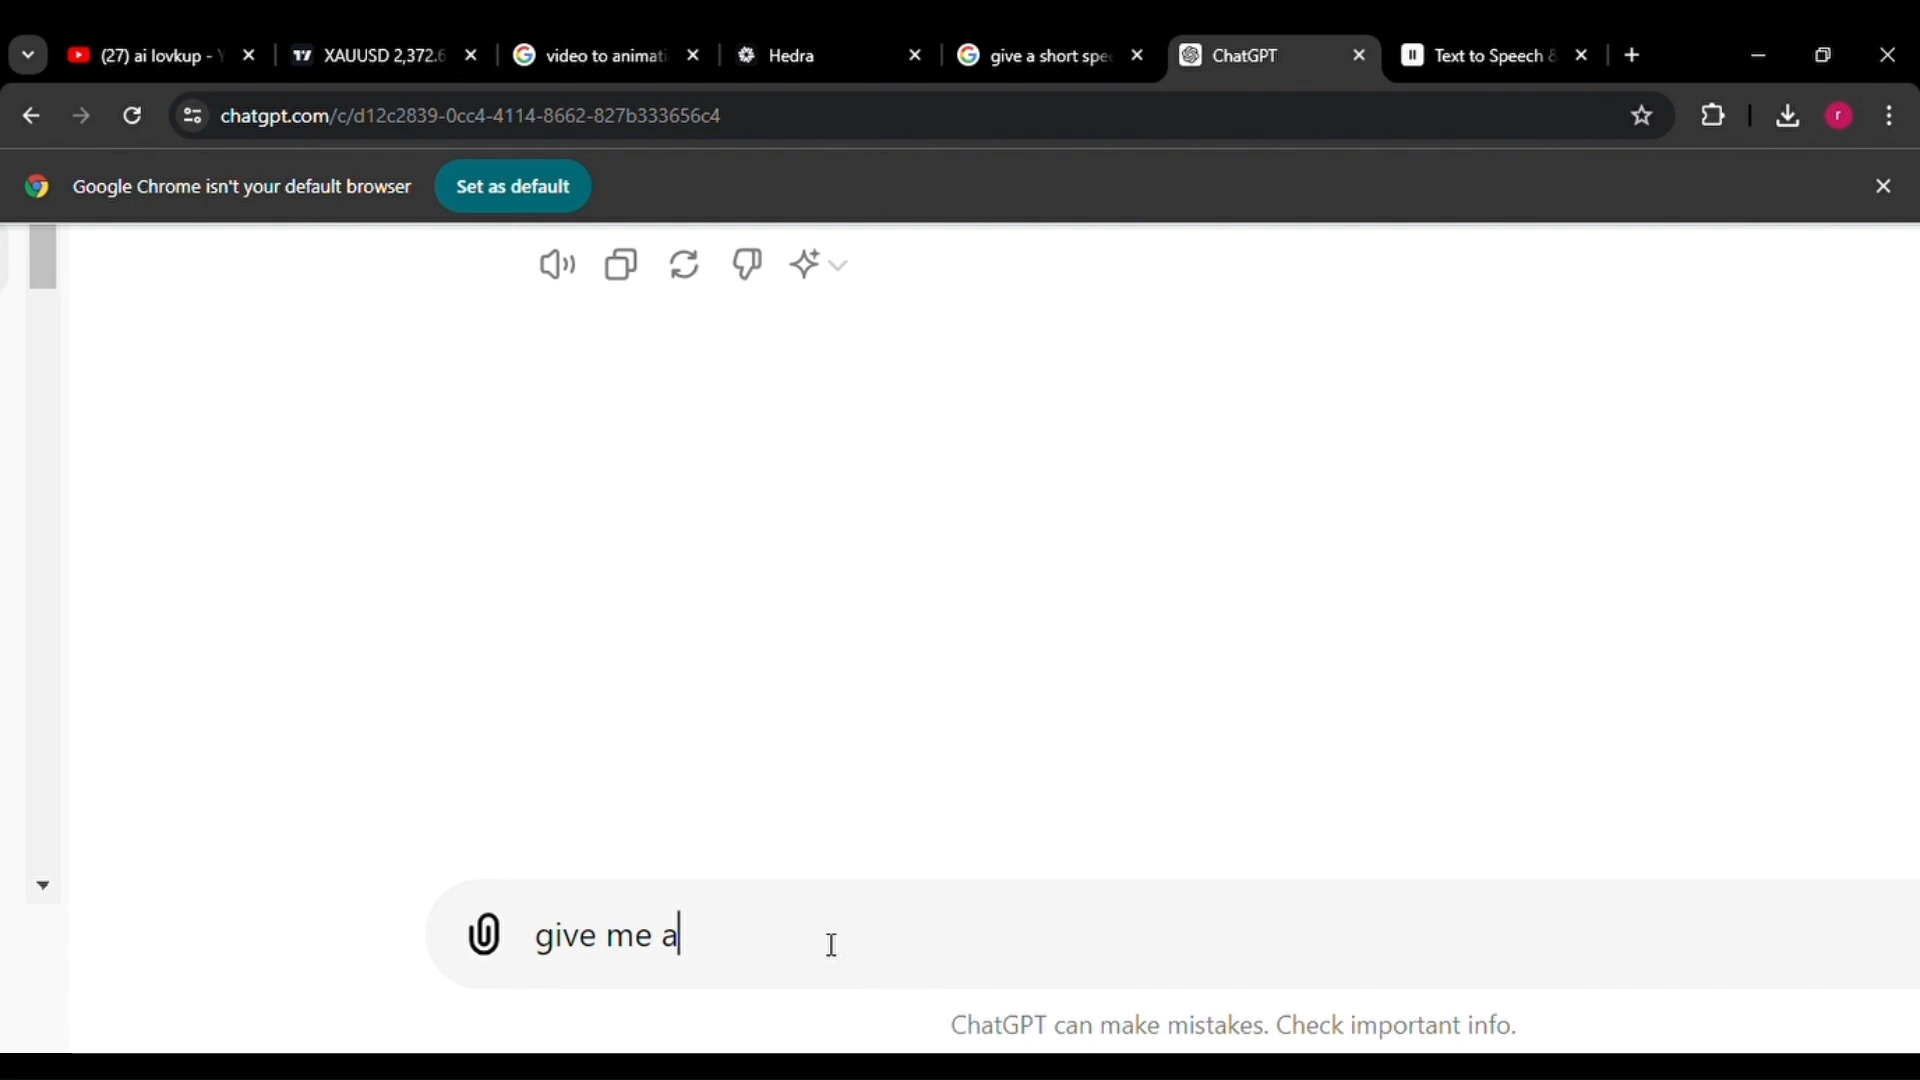 (27) ai lovkup - Y
XAUUSD 2,372.6
video to animati
Hedra
give a short spe
ChatGPT
Text to Speech &
chatgpt.com/c/d12c2839-0cc4-4114-8662-827b333656c4
r
Google Chrome isn't your default browser
Set as default
give me a
ChatGPT can make mistakes. Check important info.